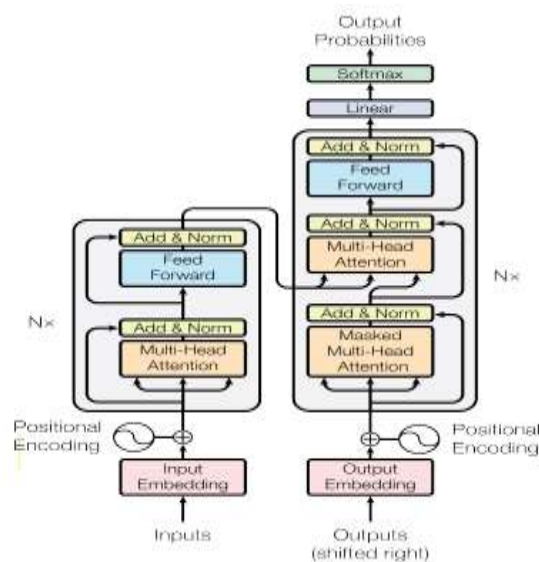 Output
Probabilities
Softmax
Linear
Add & Norm
Feed
Forward
Add & Norm
Multi-Head
Attention
Add & Norm
Masked
Multi-Head
Attention
Nx
Add & Norm
Feed
Forward
Nx
Add & Norm
Multi-Head
Attention
Positional
Encoding
Positional
Encoding
Input
Embedding
Output
Embedding
Inputs
Outputs
(shifted right)